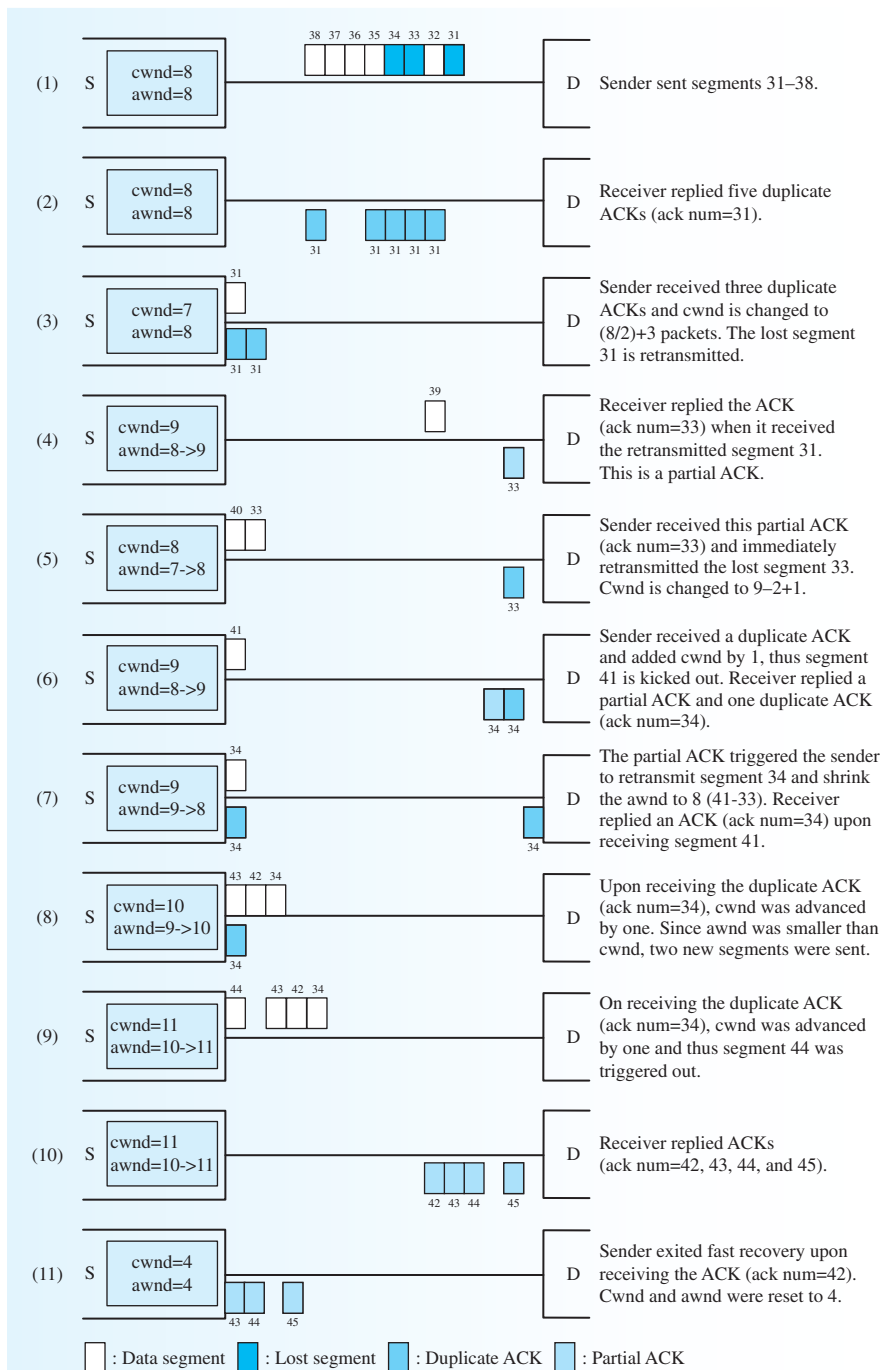 38 37 36 35 34 33 32 31
(1) S cwnd=8
awnd=8
D Sender sent segments 31–38.
(2) S cwnd=8
awnd=8
31 31 31 31 31
D Receiver replied five duplicate
ACKs (ack num=31).
31
(3) S cwnd=7
awnd=8
31 31
D Sender received three duplicate
ACKs and cwnd is changed to
(8/2)+3 packets. The lost segment
31 is retransmitted.
39
(4) S cwnd=9
awnd=8->9
33
D Receiver replied the ACK
(ack num=33) when it received
the retransmitted segment 31.
This is a partial ACK.
40 33
(5) S cwnd=8
awnd=7->8
33
D Sender received this partial ACK
(ack num=33) and immediately
retransmitted the lost segment 33.
Cwnd is changed to 9–2+1.
41
(6) S cwnd=9
awnd=8->9
34 34
D Sender received a duplicate ACK
and added cwnd by 1, thus segment
41 is kicked out. Receiver replied a
partial ACK and one duplicate ACK
(ack num=34).
34
(7) S cwnd=9
awnd=9->8
34 34
D The partial ACK triggered the sender
to retransmit segment 34 and shrink
the awnd to 8 (41-33). Receiver
replied an ACK (ack num=34) upon
receiving segment 41.
43 42 34
(8) S cwnd=10
awnd=9->10
34
D Upon receiving the duplicate ACK
(ack num=34), cwnd was advanced
by one. Since awnd was smaller than
cwnd, two new segments were sent.
44 43 42 34
(9) S cwnd=11
awnd=10->11
D On receiving the duplicate ACK
(ack num=34), cwnd was advanced
by one and thus segment 44 was
triggered out.
(10) S cwnd=11
awnd=10->11
42 43 44 45
D Receiver replied ACKs
(ack num=42, 43, 44, and 45).
(11) S cwnd=4
awnd=4
43 44 45
D Sender exited fast recovery upon
receiving the ACK (ack num=42).
Cwnd and awnd were reset to 4.
: Data segment : Lost segment : Duplicate ACK : Partial ACK